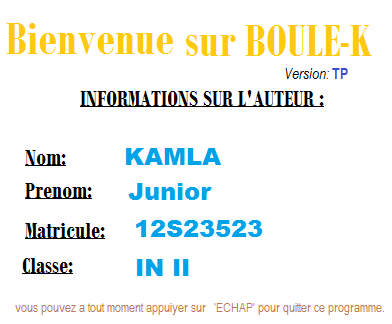 Bienvenue sur BOULE-K
Version: TP
INFORMATIONS SUR L'AUTEUR :
Nom: KAMLA
Prenom: Junior
Matricule: 12S23523
Classe: IN II
vous pouvez a tout moment appuiyer sur 'ECHAP' pour quitter ce programme.